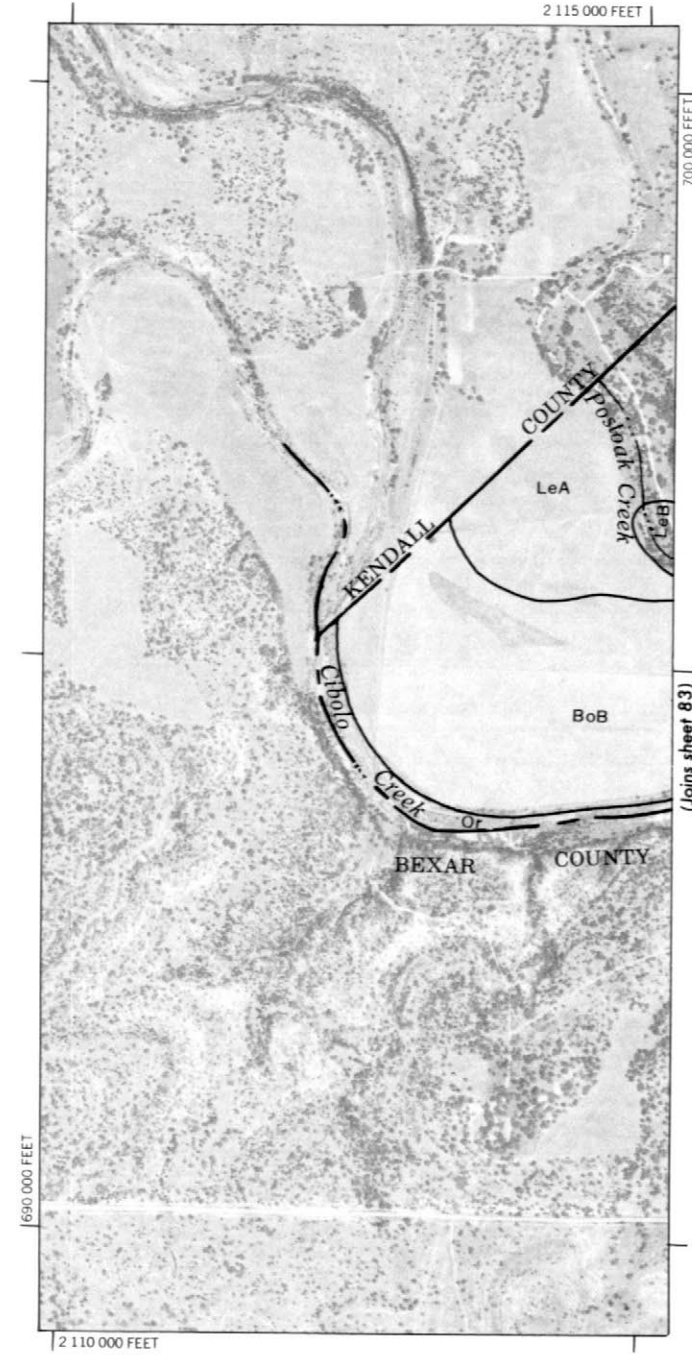 2 115 000 FEET
700 000 FEET
KENDALL COUNTY
Postoak Creek
LeA
LeB
BoB
(Joins sheet 83)
Cibolo Creek
Or
BEXAR COUNTY
690 000 FEET
2 110 000 FEET